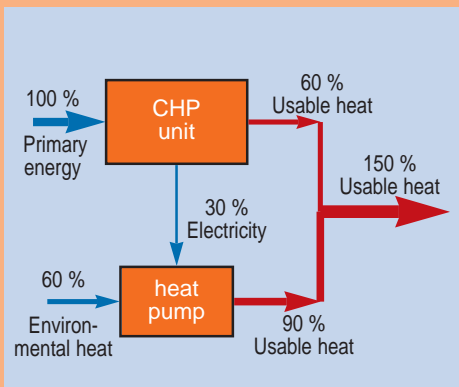 100 %
Primary
energy
CHP
unit
60 %
Usable heat
150 %
Usable heat
30 %
Electricity
60 %
Environ-
mental heat
heat
pump
90 %
Usable heat